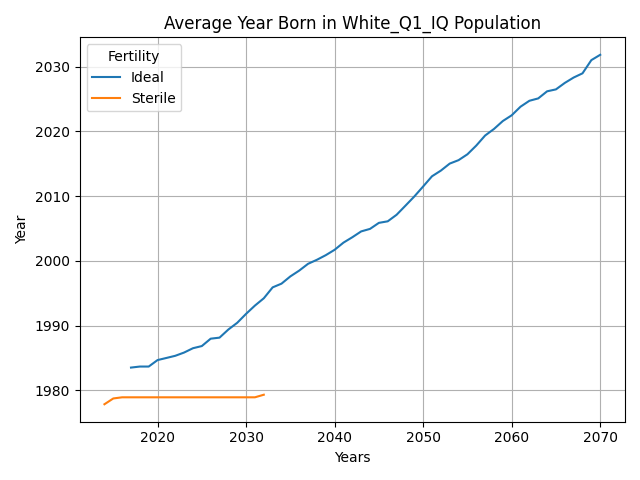 Average Year Born in White_Q1_IQ Population
Fertility
Ideal
Sterile
Year
2030
2020
2010
2000
1990
1980
2020 2030 2040 2050 2060 2070
Years